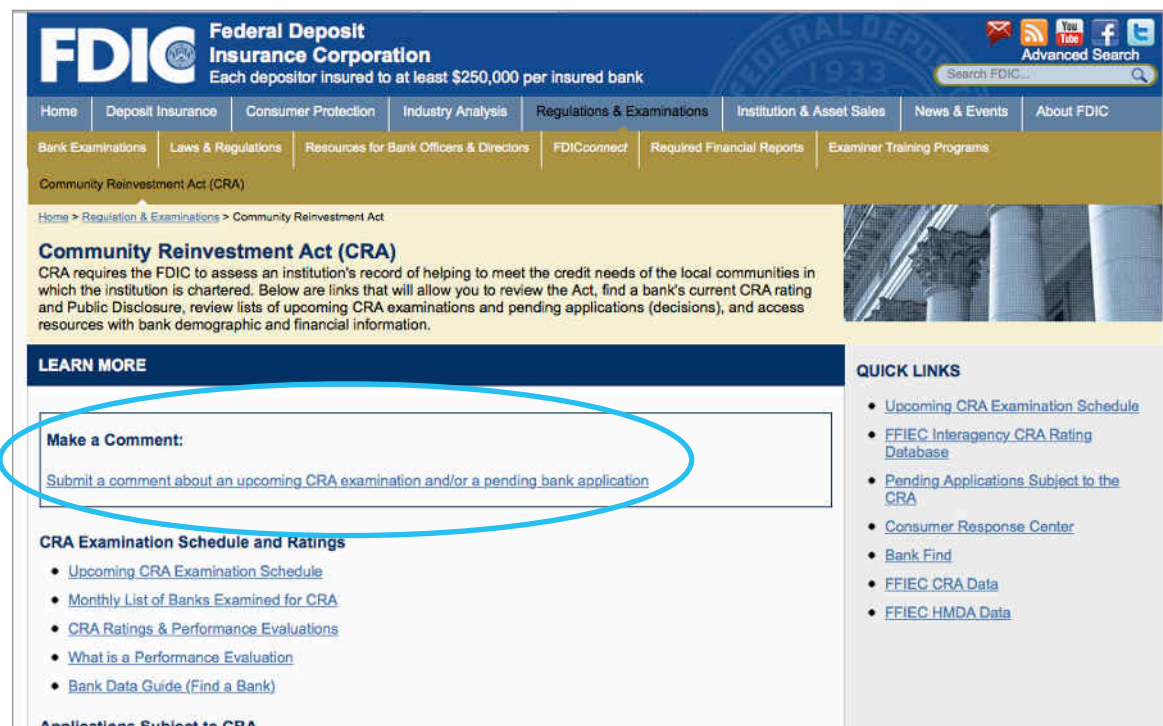 FDIC
Federal Deposit
Insurance Corporation
Each depositor insured to at least $250,000 per insured bank
You
Tube
Advanced Search
Search FDIC...
1933
Home
Deposit Insurance
Consumer Protection
Industry Analysis
Regulations & Examinations
Institution & Asset Sales
News & Events
About FDIC
Bank Examinations
Laws & Regulations
Resources for Bank Officers & Directors
FDICconnect
Required Financial Reports
Examiner Training Programs
Community Reinvestment Act (CRA)
Home > Regulation & Examinations > Community Reinvestment Act
Community Reinvestment Act (CRA)
CRA requires the FDIC to assess an institution's record of helping to meet the credit needs of the local communities in
which the institution is chartered. Below are links that will allow you to review the Act, find a bank's current CRA rating
and Public Disclosure, review lists of upcoming CRA examinations and pending applications (decisions), and access
resources with bank demographic and financial information.
LEARN MORE
Make a Comment:
Submit a comment about an upcoming CRA examination and/or a pending bank application
CRA Examination Schedule and Ratings
• Upcoming CRA Examination Schedule
• Monthly List of Banks Examined for CRA
• CRA Ratings & Performance Evaluations
• What is a Performance Evaluation
• Bank Data Guide (Find a Bank)
Applications Subject to CRA
QUICK LINKS
• Upcoming CRA Examination Schedule
• FFIEC Interagency CRA Rating
Database
• Pending Applications Subject to the
CRA
• Consumer Response Center
• Bank Find
• FFIEC CRA Data
• FFIEC HMDA Data